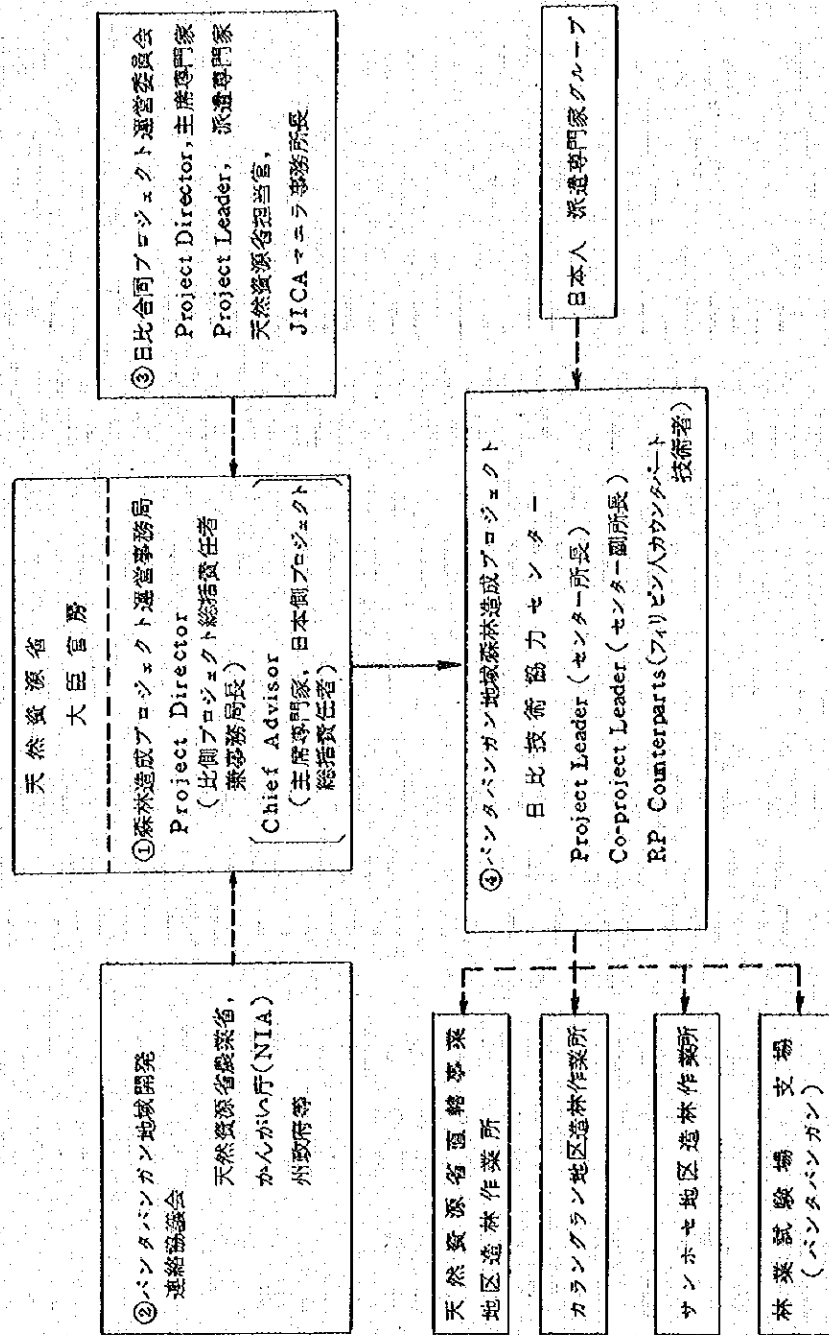 天然資源省
大臣官房
①森林造成プロジェクト運営事務局
Project Director
（比側プロジェクト総括責任者
兼事務局長）
Chief Advisor
（主席専門家，日本側プロジェクト
総括責任者）
②パンタバンガン地域開発
連絡協議会
天然資源省農業省，
かんがい庁(NIA)
州政府等
③日比合同プロジェクト運営委員会
Project Director,主席専門家
Project Leader, 派遣専門家
天然資源省担当官，
JICAマニラ事務所長
④パンタバンガン地域森林造成プロジェクト
日比技術協力センター
Project Leader（センター所長）
Co-project Leader（センター副所長）
RP Counterparts(フィリピン人カウンタパート
技術者）
日本人 派遣専門家グループ
天然資源省直轄事業
地区造林作業所
カラングラン地区造林作業所
サンホセ地区造林作業所
林業試験場 支場
（パンタバンガン）